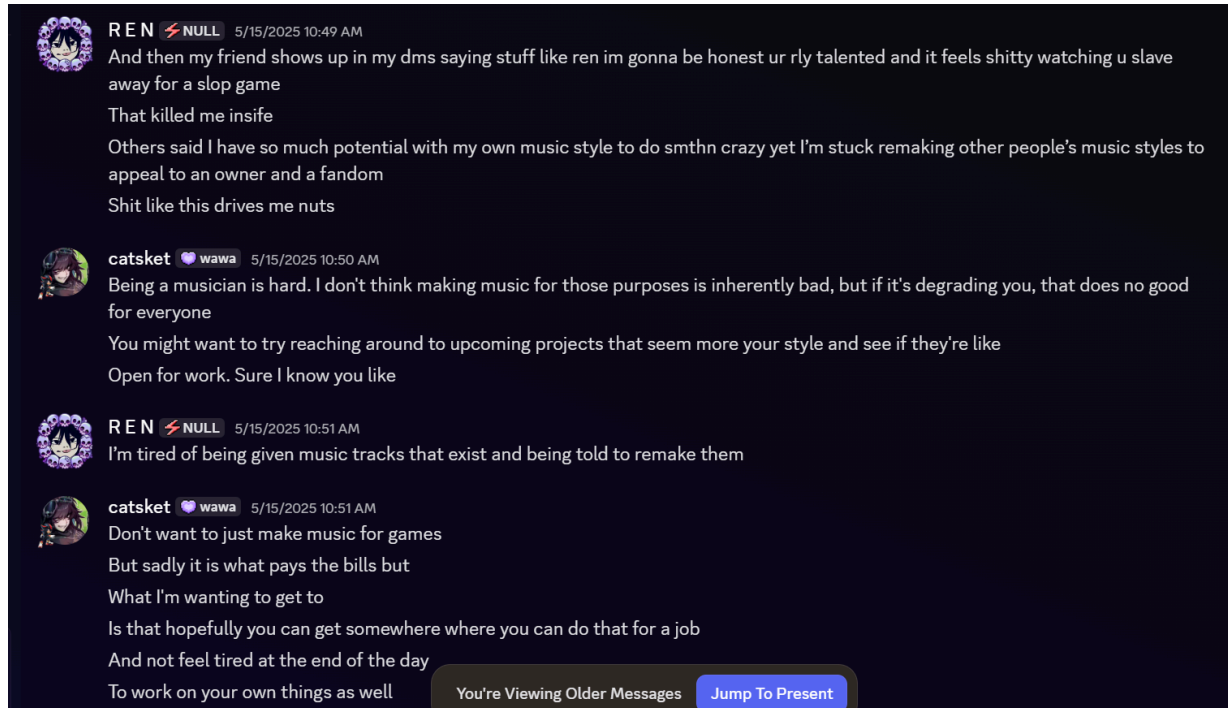 R E N NULL 5/15/2025 10:49 AM
And then my friend shows up in my dms saying stuff like ren im gonna be honest ur rly talented and it feels shitty watching u slave
away for a slop game
That killed me insife
Others said I have so much potential with my own music style to do smthn crazy yet I'm stuck remaking other people's music styles to
appeal to an owner and a fandom
Shit like this drives me nuts
catsket wawa 5/15/2025 10:50 AM
Being a musician is hard. I don't think making music for those purposes is inherently bad, but if it's degrading you, that does no good
for everyone
You might want to try reaching around to upcoming projects that seem more your style and see if they're like
Open for work. Sure I know you like
R E N NULL 5/15/2025 10:51 AM
I'm tired of being given music tracks that exist and being told to remake them
catsket wawa 5/15/2025 10:51 AM
Don't want to just make music for games
But sadly it is what pays the bills but
What I'm wanting to get to
Is that hopefully you can get somewhere where you can do that for a job
And not feel tired at the end of the day
To work on your own things as well
You're Viewing Older Messages Jump To Present